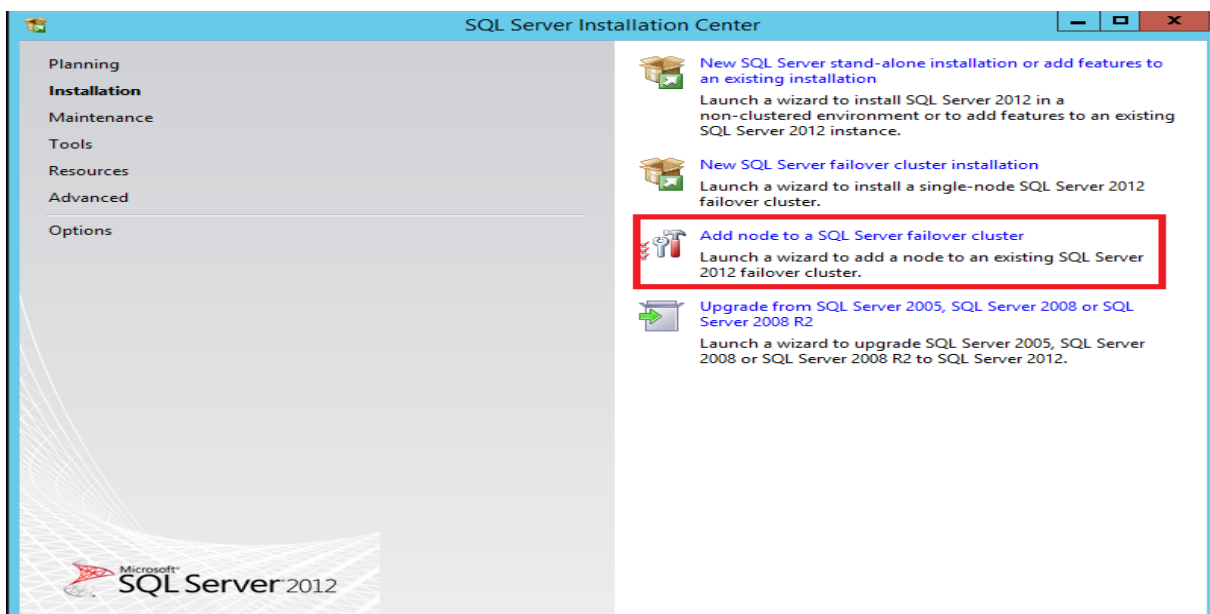 SQL Server Installation Center
Planning
Installation
Maintenance
Tools
Resources
Advanced
Options
New SQL Server stand-alone installation or add features to
an existing installation
Launch a wizard to install SQL Server 2012 in a
non-clustered environment or to add features to an existing
SQL Server 2012 instance.
New SQL Server failover cluster installation
Launch a wizard to install a single-node SQL Server 2012
failover cluster.
Add node to a SQL Server failover cluster
Launch a wizard to add a node to an existing SQL Server
2012 failover cluster.
Upgrade from SQL Server 2005, SQL Server 2008 or SQL
Server 2008 R2
Launch a wizard to upgrade SQL Server 2005, SQL Server
2008 or SQL Server 2008 R2 to SQL Server 2012.
Microsoft
SQL Server 2012